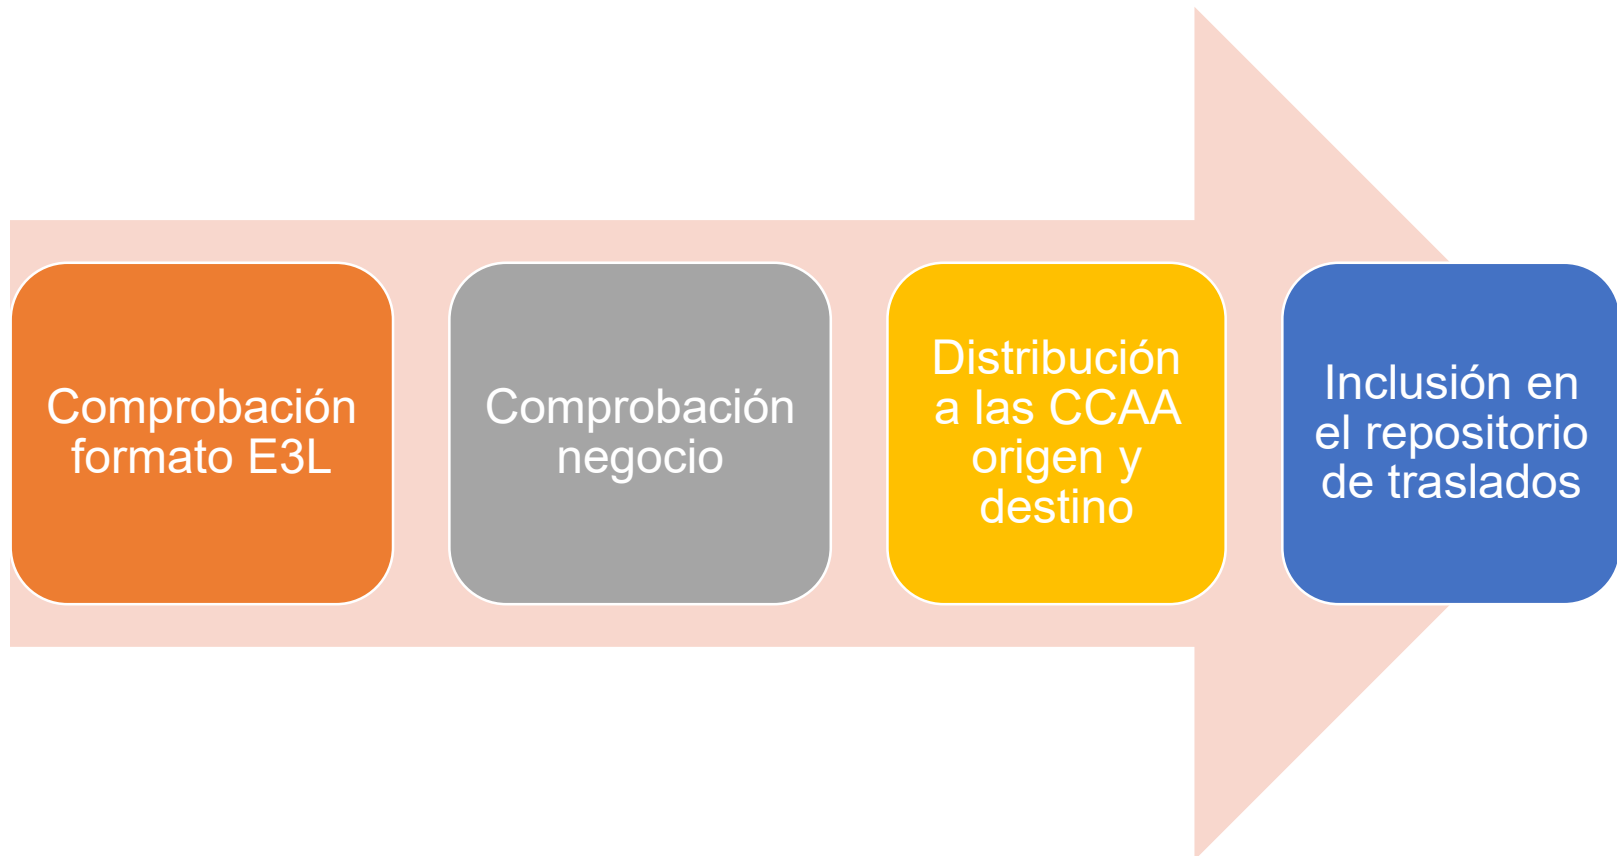 Comprobación
formato E3L
Comprobación
negocio
Distribución
a las CCAA
origen y
destino
Inclusión en
el repositorio
de traslados